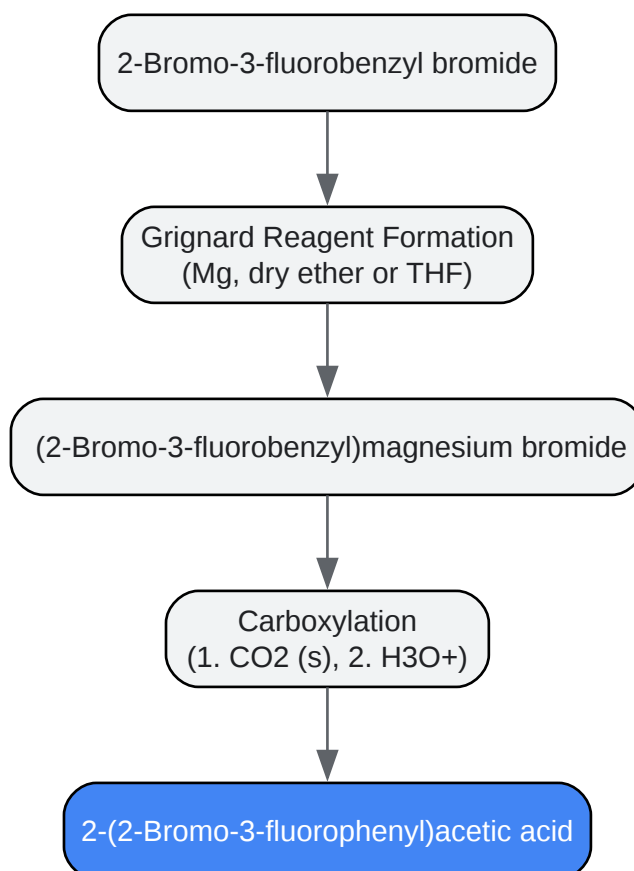 2-Bromo-3-fluorobenzyl bromide
Grignard Reagent Formation
(Mg, dry ether or THF)
(2-Bromo-3-fluorobenzyl)magnesium bromide
Carboxylation
(1. CO2 (s), 2. H3O+)
2-(2-Bromo-3-fluorophenyl)acetic acid